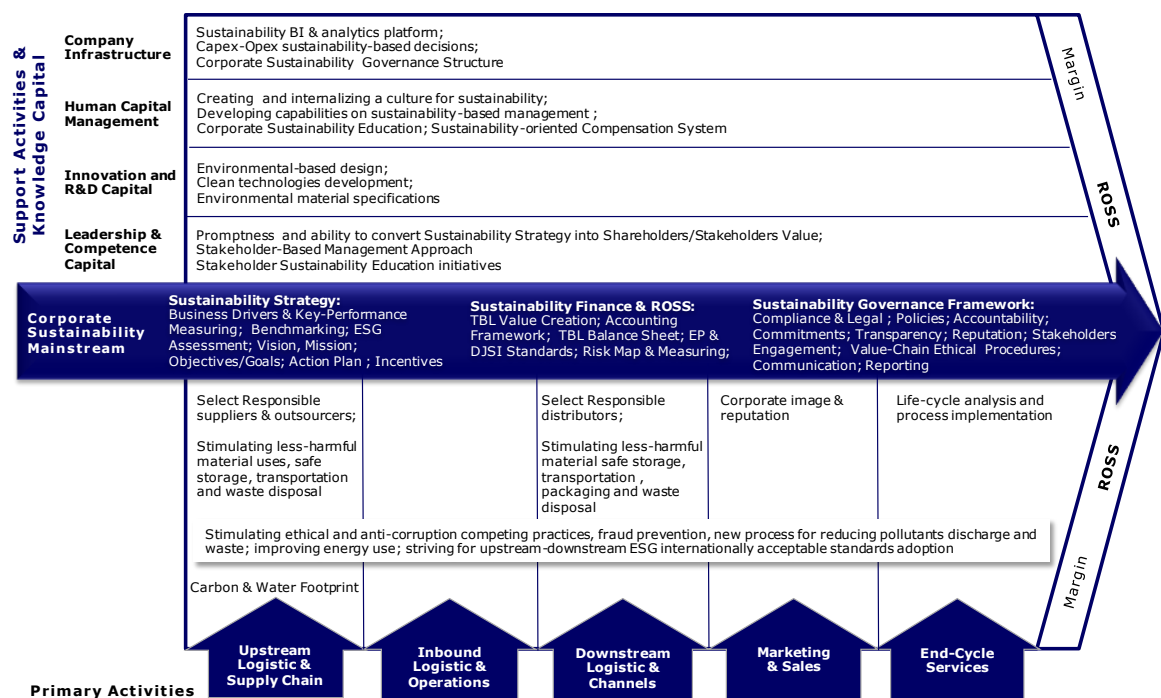 Support Activities &
Knowledge Capital
Company
Infrastructure
Sustainability BI & analytics platform;
Capex-Opex sustainability-based decisions;
Corporate Sustainability Governance Structure
Human Capital
Management
Creating and internalizing a culture for sustainability;
Developing capabilities on sustainability-based management ;
Corporate Sustainability Education; Sustainability-oriented Compensation System
Innovation and
R&D Capital
Environmental-based design;
Clean technologies development;
Environmental material specifications
Leadership &
Competence
Capital
Promptness and ability to convert Sustainability Strategy into Shareholders/Stakeholders Value;
Stakeholder-Based Management Approach
Stakeholder Sustainability Education initiatives
Margin
ROSS
Corporate
Sustainability
Mainstream
Sustainability Strategy:
Business Drivers & Key-Performance
Measuring; Benchmarking; ESG
Assessment; Vision, Mission;
Objectives/Goals; Action Plan ; Incentives
Sustainability Finance & ROSS:
TBL Value Creation; Accounting
Framework; TBL Balance Sheet; EP &
DJSI Standards; Risk Map & Measuring;
Sustainability Governance Framework:
Compliance & Legal ; Policies; Accountability;
Commitments; Transparency; Reputation; Stakeholders
Engagement; Value-Chain Ethical Procedures;
Communication; Reporting
Select Responsible
suppliers & outsourcers;
Stimulating less-harmful
material uses, safe
storage, transportation
and waste disposal
Select Responsible
distributors;
Stimulating less-harmful
material safe storage,
transportation ,
packaging and waste
disposal
Corporate image &
reputation
Life-cycle analysis and
process implementation
ROSS
Margin
Stimulating ethical and anti-corruption competing practices, fraud prevention, new process for reducing pollutants discharge and
waste; improving energy use; striving for upstream-downstream ESG internationally acceptable standards adoption
Carbon & Water Footprint
Primary Activities
Upstream
Logistic &
Supply Chain
Inbound
Logistic &
Operations
Downstream
Logistic &
Channels
Marketing
& Sales
End-Cycle
Services